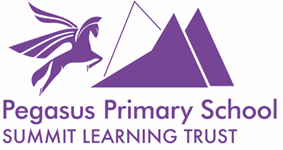 Pegasus Primary School
SUMMIT LEARNING TRUST